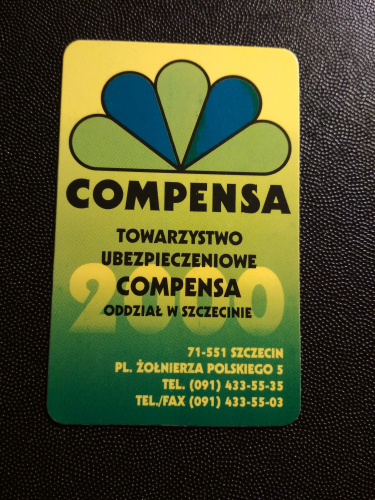 COMPENSA
TOWARZYSTWO
UBEZPIECZENIOWE
COMPENSA
2000
ODDZIAŁ W SZCZECINIE
71-551 SZCZECIN
PL. ŻOŁNIERZA POLSKIEGO 5
TEL. (091) 433-55-35
TEL./FAX (091) 433-55-03